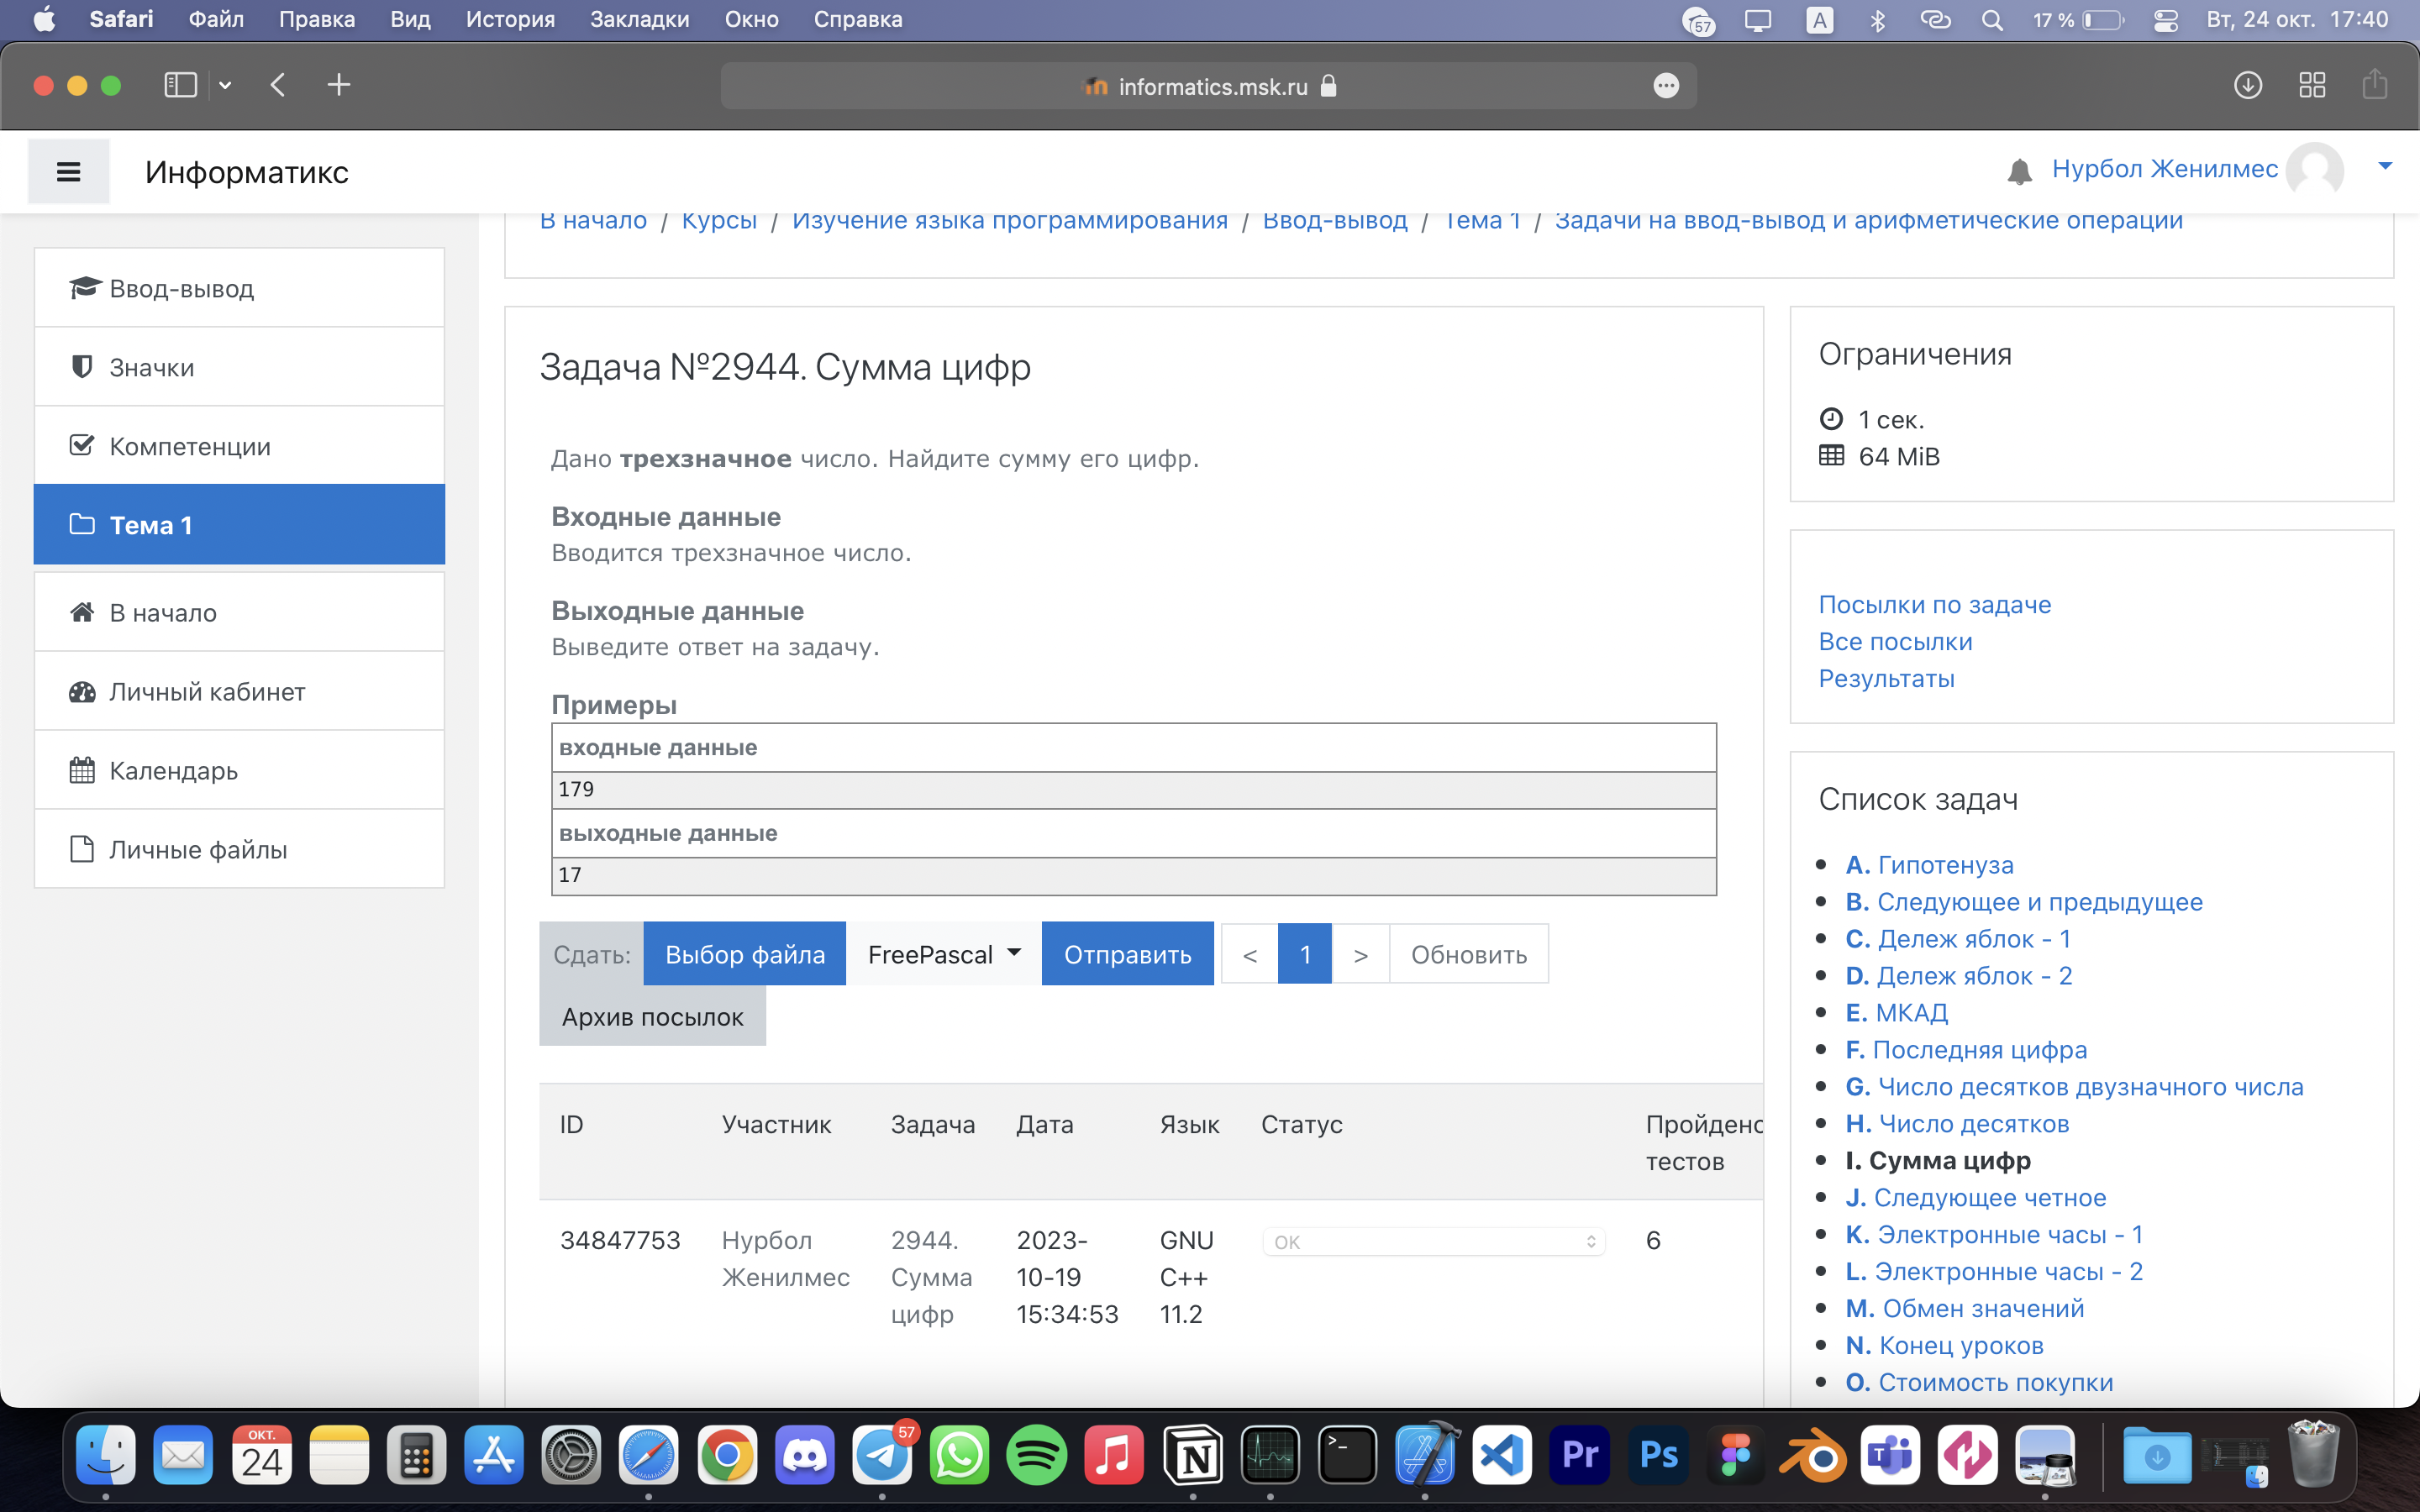 Safari Файл Правка Вид История Закладки Окно Справка 57 A 17 % Вт, 24 окт. 17:40
informatics.msk.ru
Информатикс
Нурбол Женилмес
В начало / Курсы / Изучение языка программирования / Ввод-вывод / Тема 1 / Задачи на ввод-вывод и арифметические операции
Ввод-вывод
Значки
Компетенции
Тема 1
В начало
Личный кабинет
Календарь
Личные файлы
Задача №2944. Сумма цифр
Дано трехзначное число. Найдите сумму его цифр.
Входные данные
Вводится трехзначное число.
Выходные данные
Выведите ответ на задачу.
Примеры
входные данные
179
выходные данные
17
Сдать: Выбор файла FreePascal Отправить < 1 > Обновить
Архив посылок
ID Участник Задача Дата Язык Статус Пройдено
тестов
34847753 Нурбол 2944. 2023- GNU OK 6
Женилмес Сумма 10-19 C++
цифр 15:34:53 11.2
Ограничения
1 сек.
64 MiB
Посылки по задаче
Все посылки
Результаты
Список задач
A. Гипотенуза
B. Следующее и предыдущее
C. Дележ яблок - 1
D. Дележ яблок - 2
E. МКАД
F. Последняя цифра
G. Число десятков двузначного числа
H. Число десятков
I. Сумма цифр
J. Следующее четное
K. Электронные часы - 1
L. Электронные часы - 2
M. Обмен значений
N. Конец уроков
O. Стоимость покупки
ОКТ.
24
57
Pr
Ps